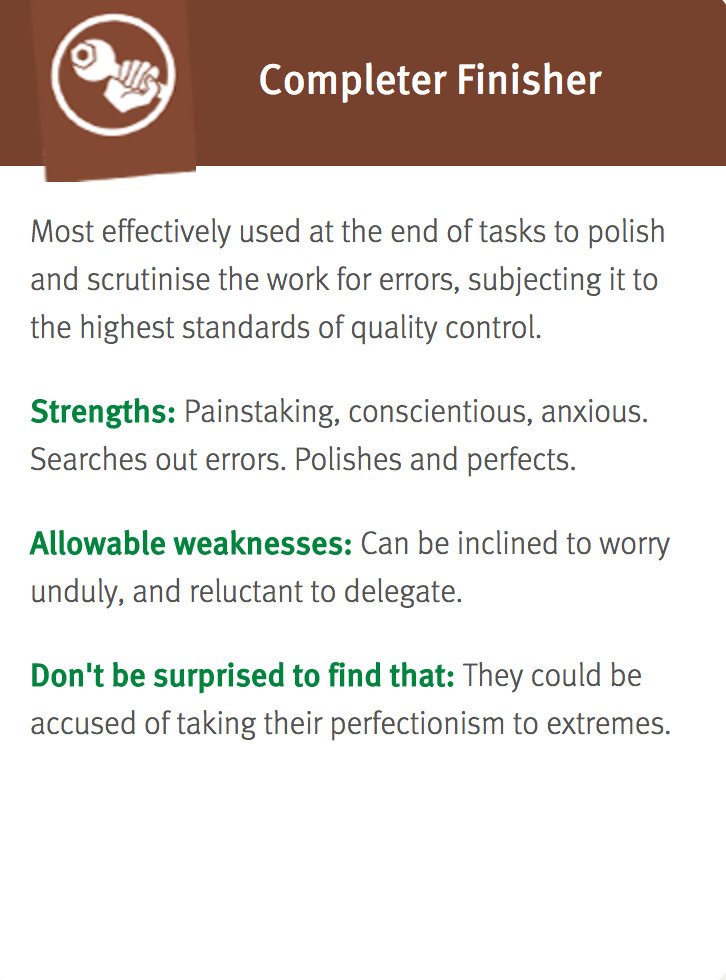 Completer Finisher
Most effectively used at the end of tasks to polish
and scrutinise the work for errors, subjecting it to
the highest standards of quality control.
Strengths: Painstaking, conscientious, anxious.
Searches out errors. Polishes and perfects.
Allowable weaknesses: Can be inclined to worry
unduly, and reluctant to delegate.
Don't be surprised to find that: They could be
accused of taking their perfectionism to extremes.